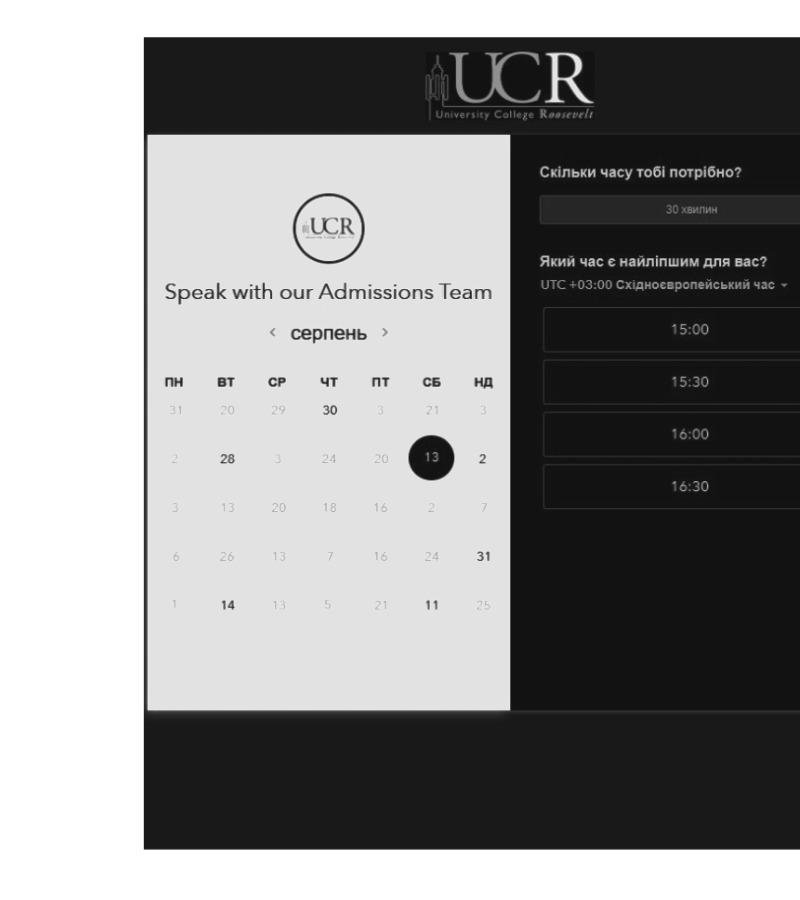 UCR
University College Roosevelt
UCR
Speak with our Admissions Team
< серпень >
ПН ВТ СР ЧТ ПТ СБ НД
31 20 29 30 3 21 3
2 28 3 24 20 13 2
3 13 20 18 16 2 7
6 26 13 7 16 24 31
1 14 13 5 21 11 25
Скільки часу тобі потрібно?
30 хвилин
Який час є найліпшим для вас?
UTC +03:00 Східноєвропейський час
15:00
15:30
16:00
16:30